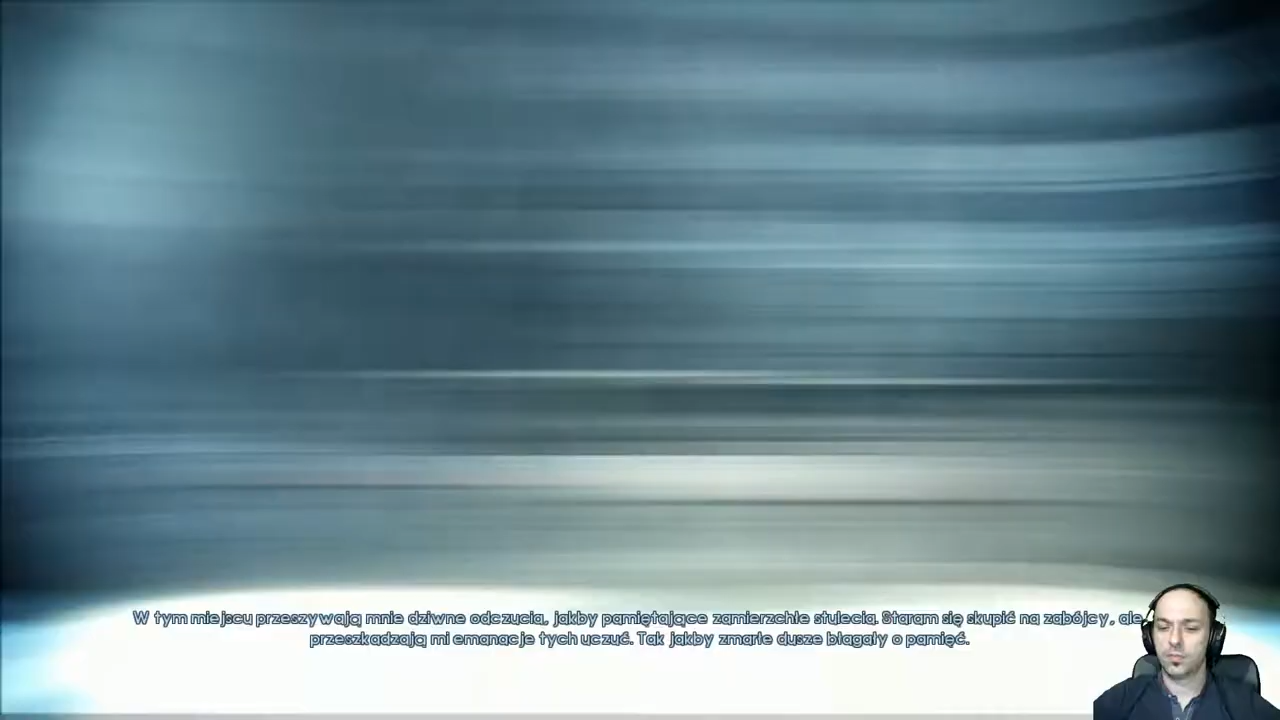 W tym miejscu przeszywają mnie dziwne odczucia, jakby pamiętające zamierzchłe stulecia. Staram się skupić na zabójcy, ale
przeszkadzają mi emanacje tych uczuć. Tak jakby zmarłe dusze błagały o pamięć.